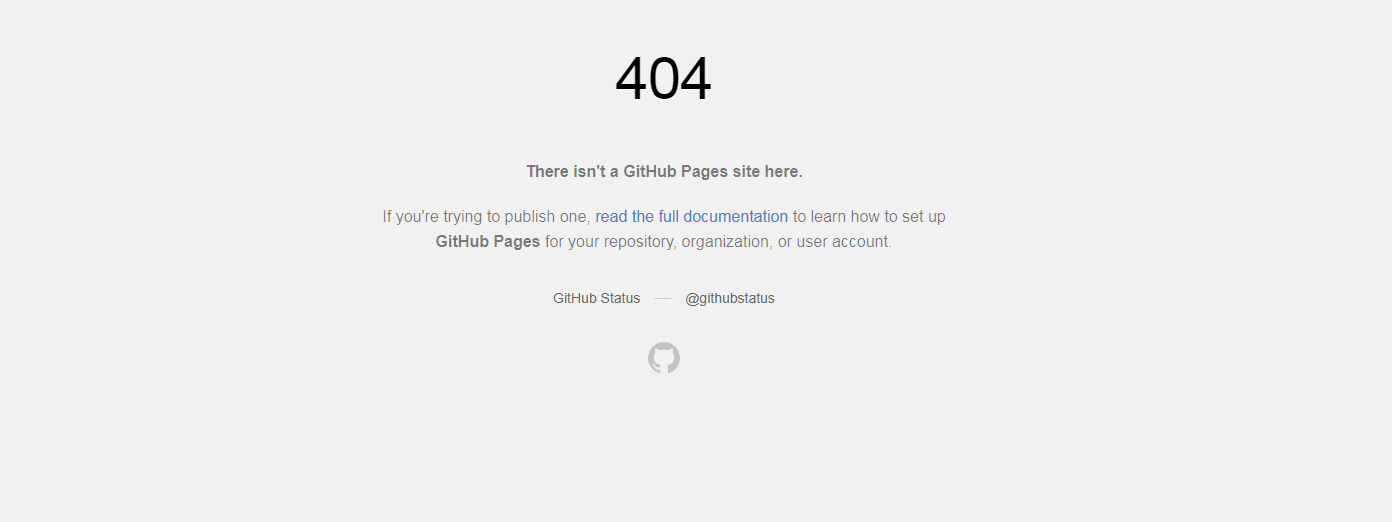 404
There isn't a GitHub Pages site here.
If you're trying to publish one, read the full documentation to learn how to set up
GitHub Pages for your repository, organization, or user account.
GitHub Status — @githubstatus